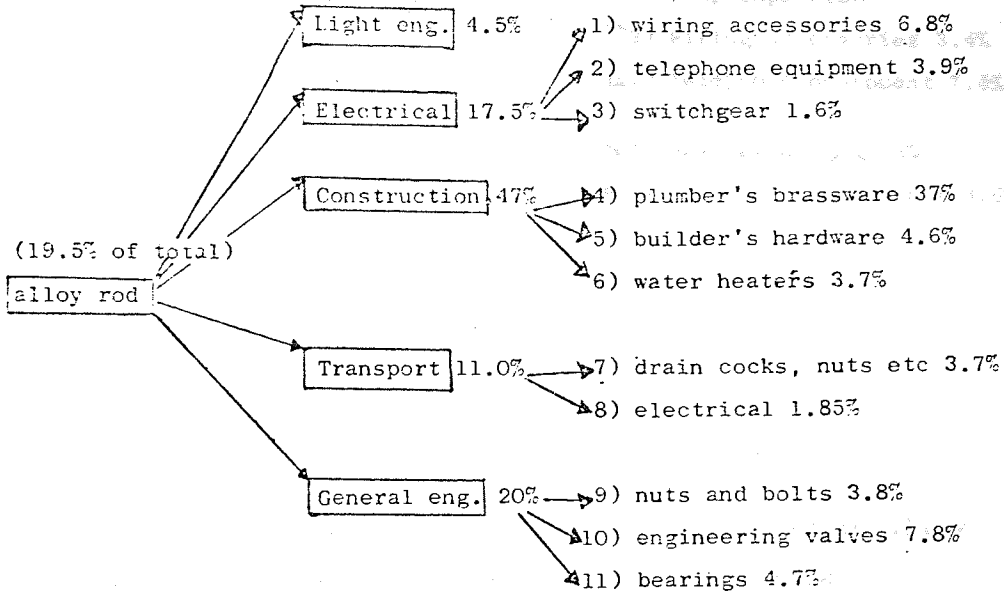 Light eng. 4.5%
1) wiring accessories 6.8%
2) telephone equipment 3.9%
Electrical 17.5%
3) switchgear 1.6%
Construction 47%
4) plumber's brassware 37%
5) builder's hardware 4.6%
(19.5% of total)
6) water heaters 3.7%
alloy rod
Transport 11.0%
7) drain cocks, nuts etc 3.7%
8) electrical 1.85%
General eng. 20%
9) nuts and bolts 3.8%
10) engineering valves 7.8%
11) bearings 4.7%